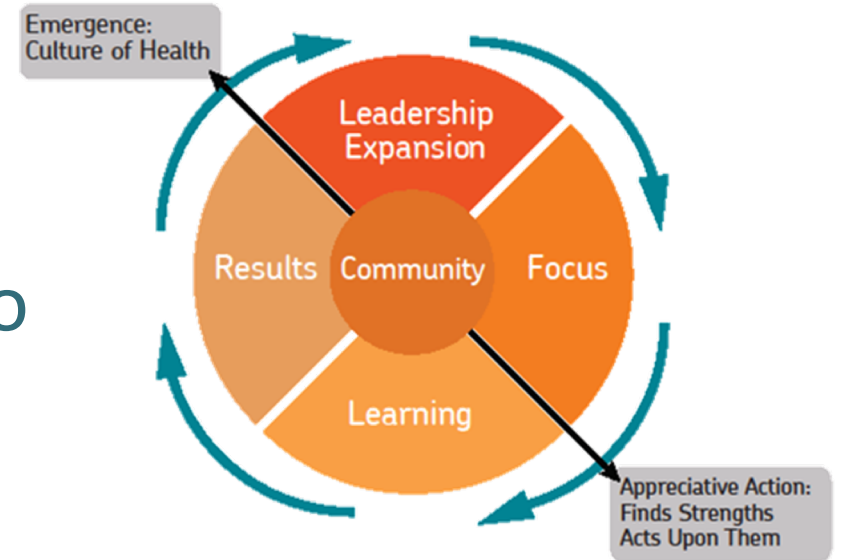 Emergence:
Culture of Health
Leadership
Expansion
Results
Community
Focus
Learning
o
Appreciative Action:
Finds Strengths
Acts Upon Them